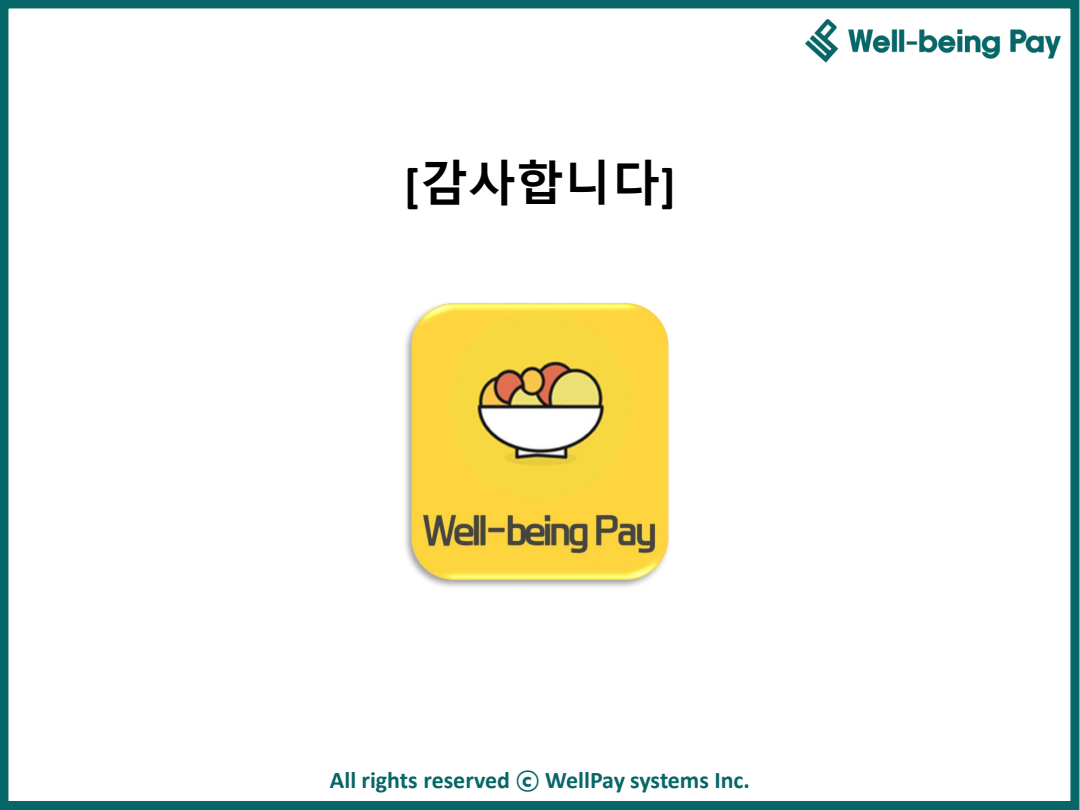 Well-being Pay
[감사합니다]
Well-being Pay
All rights reserved ⓒ WellPay systems Inc.